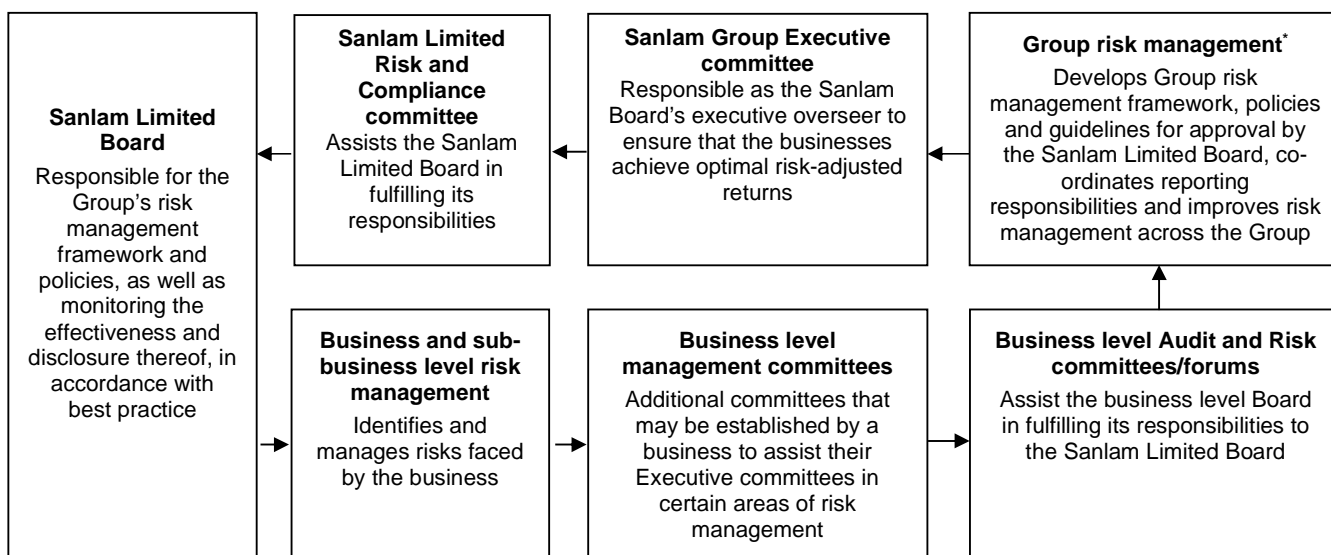 Sanlam Limited
Board
Responsible for the
Group's risk
management
framework and
policies, as well as
monitoring the
effectiveness and
disclosure thereof, in
accordance with
best practice
Sanlam Limited
Risk and
Compliance
committee
Assists the Sanlam
Limited Board in
fulfilling its
responsibilities
Sanlam Group Executive
committee
Responsible as the Sanlam
Board's executive overseer to
ensure that the businesses
achieve optimal risk-adjusted
returns
Group risk management*
Develops Group risk
management framework, policies
and guidelines for approval by
the Sanlam Limited Board, co-
ordinates reporting
responsibilities and improves risk
management across the Group
Business and sub-
business level risk
management
Identifies and
manages risks faced
by the business
Business level
management committees
Additional committees that
may be established by a
business to assist their
Executive committees in
certain areas of risk
management
Business level Audit and Risk
committees/forums
Assist the business level Board
in fulfilling its responsibilities to
the Sanlam Limited Board